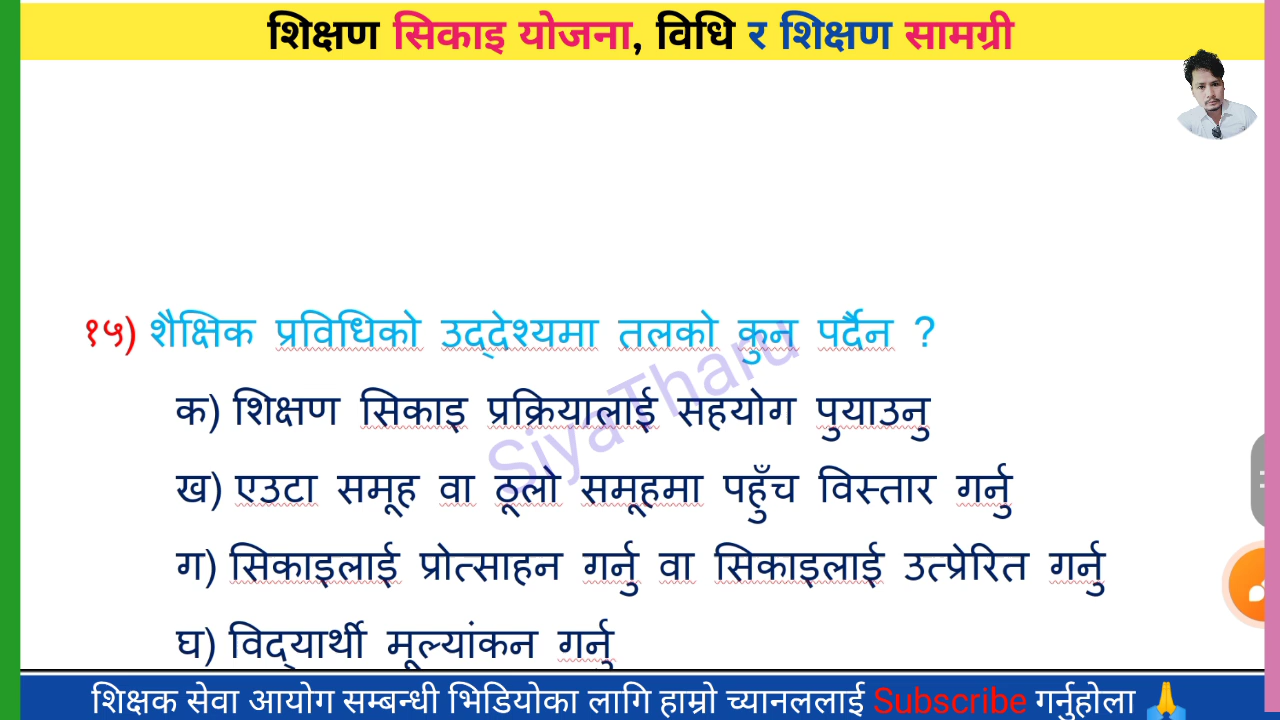 शिक्षण सिकाइ योजना, विधि र शिक्षण सामग्री
१५) शैक्षिक प्रविधिको उद्देश्यमा तलको कुन पर्दैन ?
क) शिक्षण सिकाइ प्रक्रियालाई सहयोग पुयाउनु
ख) एउटा समूह वा ठूलो समूहमा पहुँच विस्तार गर्नु
ग) सिकाइलाई प्रोत्साहन गर्नु वा सिकाइलाई उत्प्रेरित गर्नु
घ) विद्यार्थी मूल्यांकन गर्नु
SiyaTharu
शिक्षक सेवा आयोग सम्बन्धी भिडियोका लागि हाम्रो च्यानललाई Subscribe गर्नुहोला 🙏